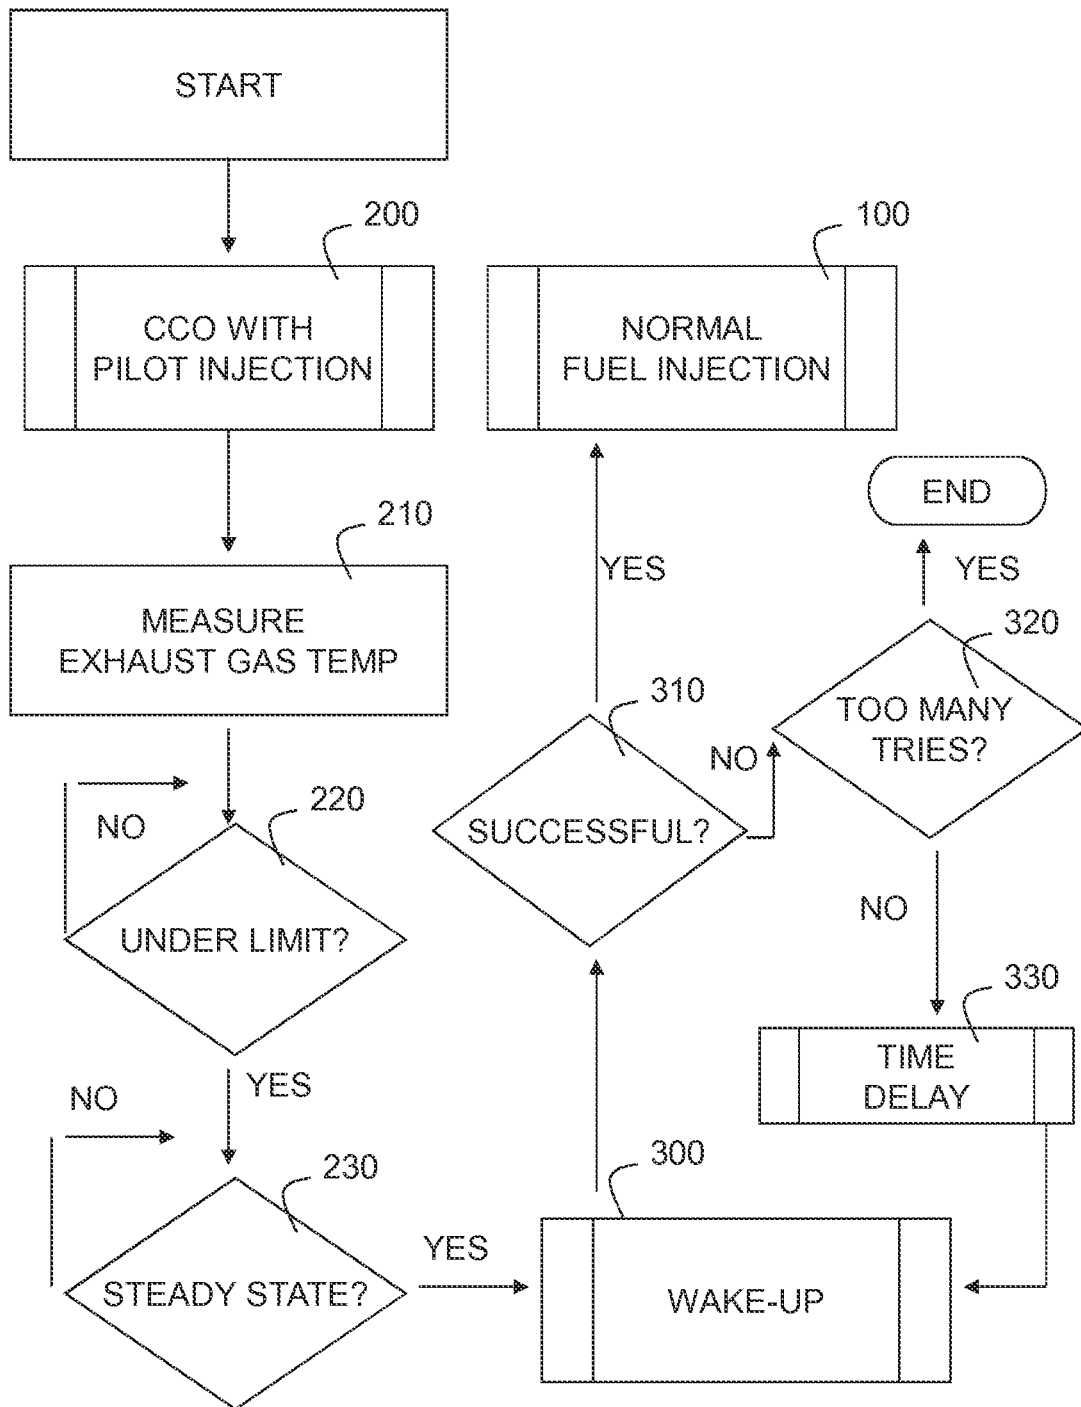 START
200
CCO WITH
PILOT INJECTION
100
NORMAL
FUEL INJECTION
END
YES
210
MEASURE
EXHAUST GAS TEMP
YES
320
TOO MANY
TRIES?
310
NO
SUCCESSFUL?
NO
220
UNDER LIMIT?
NO
330
TIME
DELAY
YES
NO
230
STEADY STATE?
YES
300
WAKE-UP